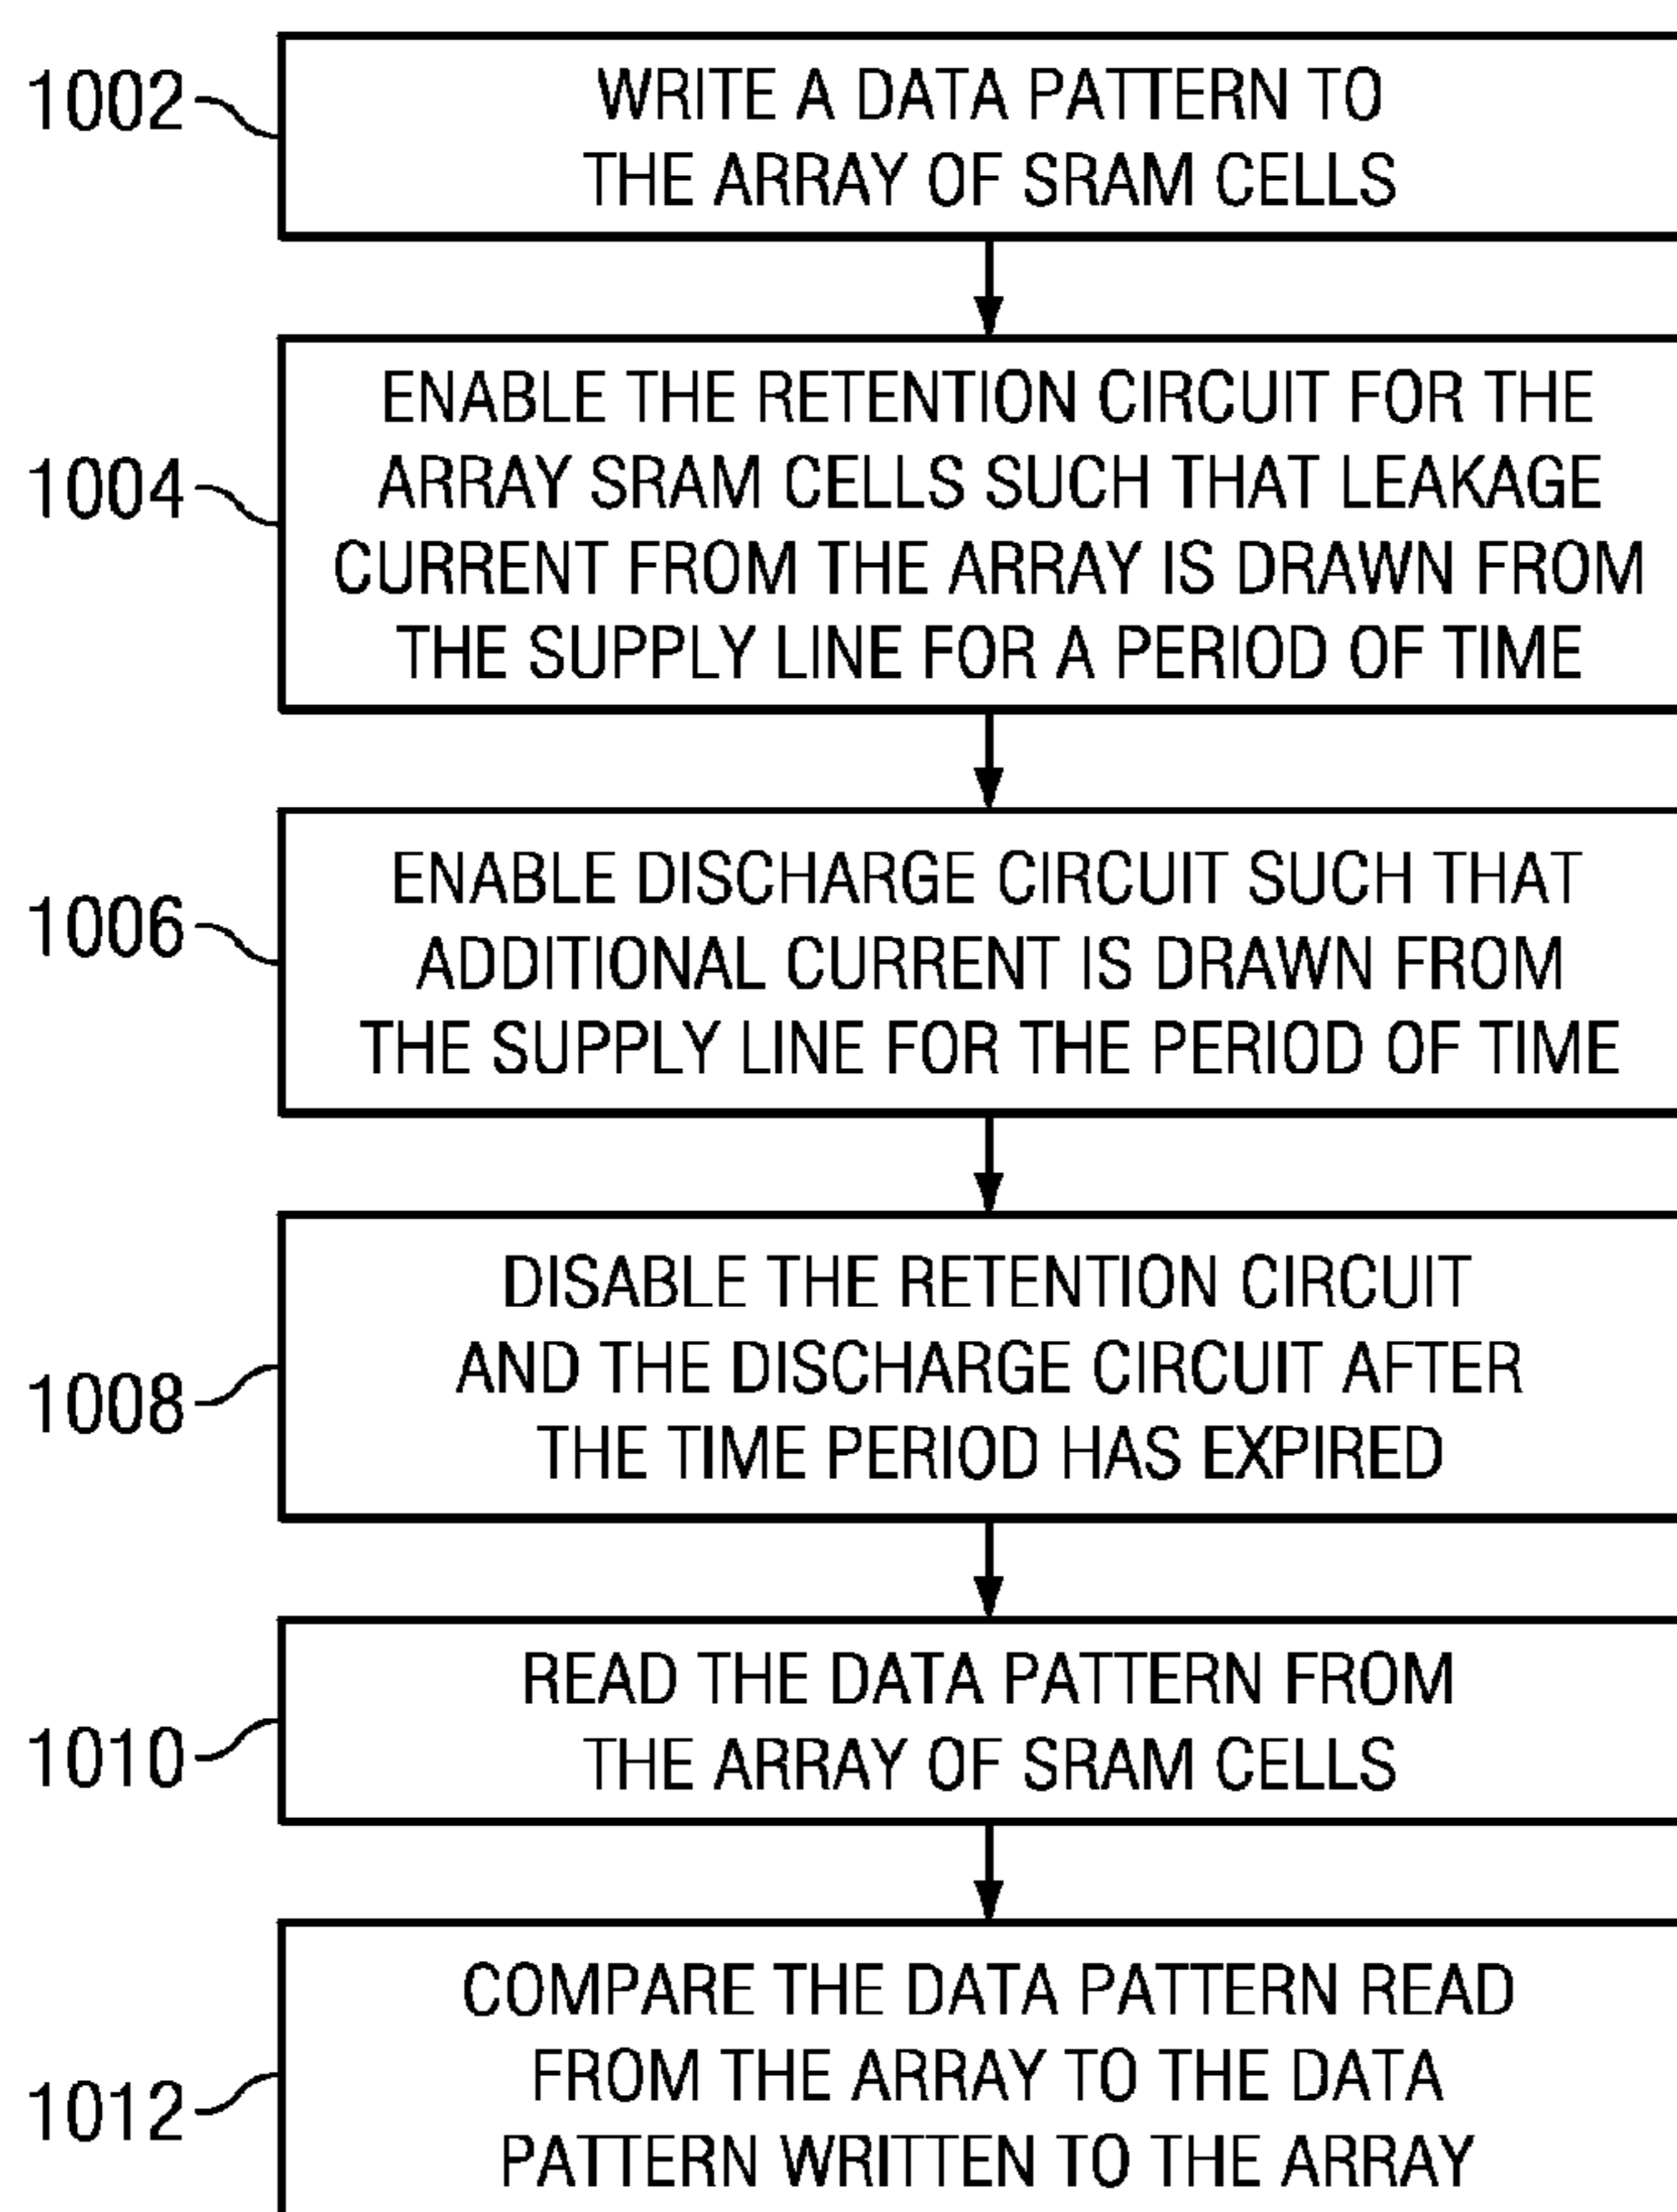 1002
WRITE A DATA PATTERN TO
THE ARRAY OF SRAM CELLS
1004
ENABLE THE RETENTION CIRCUIT FOR THE
ARRAY SRAM CELLS SUCH THAT LEAKAGE
CURRENT FROM THE ARRAY IS DRAWN FROM
THE SUPPLY LINE FOR A PERIOD OF TIME
1006
ENABLE DISCHARGE CIRCUIT SUCH THAT
ADDITIONAL CURRENT IS DRAWN FROM
THE SUPPLY LINE FOR THE PERIOD OF TIME
1008
DISABLE THE RETENTION CIRCUIT
AND THE DISCHARGE CIRCUIT AFTER
THE TIME PERIOD HAS EXPIRED
1010
READ THE DATA PATTERN FROM
THE ARRAY OF SRAM CELLS
1012
COMPARE THE DATA PATTERN READ
FROM THE ARRAY TO THE DATA
PATTERN WRITTEN TO THE ARRAY